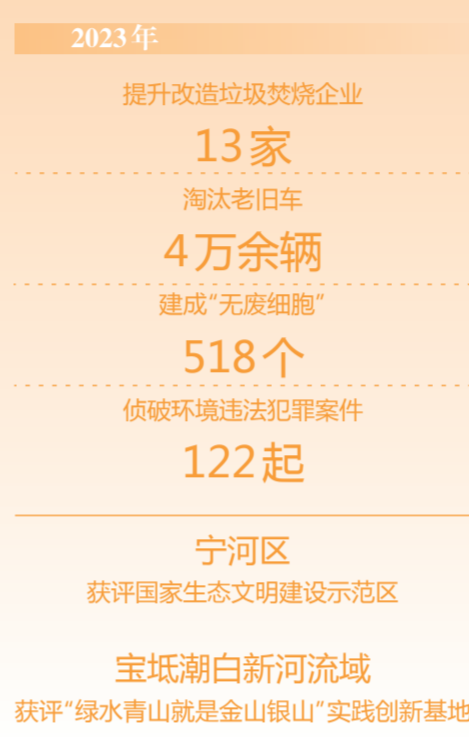 2023年
提升改造垃圾焚烧企业
13家
淘汰老旧车
4万余辆
建成“无废细胞”
518个
侦破环境违法犯罪案件
122起
宁河区
获评国家生态文明建设示范区
宝坻潮白新河流域
获评“绿水青山就是金山银山”实践创新基地